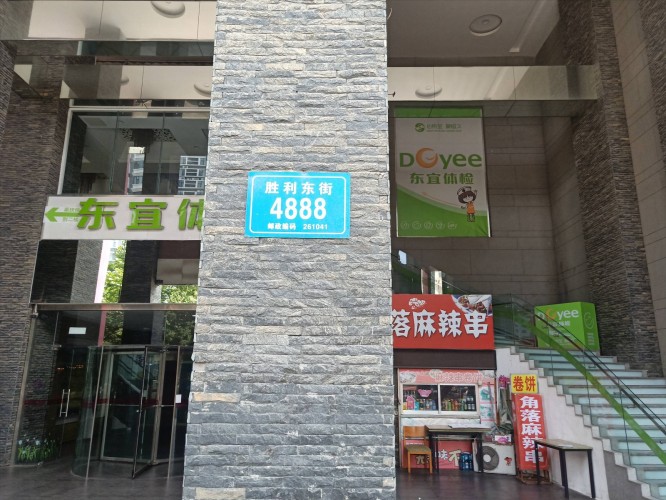 胜利东街
4888
邮政编码 261041
东宜体
Doyee
东宜体检
落麻辣串
Doyee
卷饼
角落麻辣串